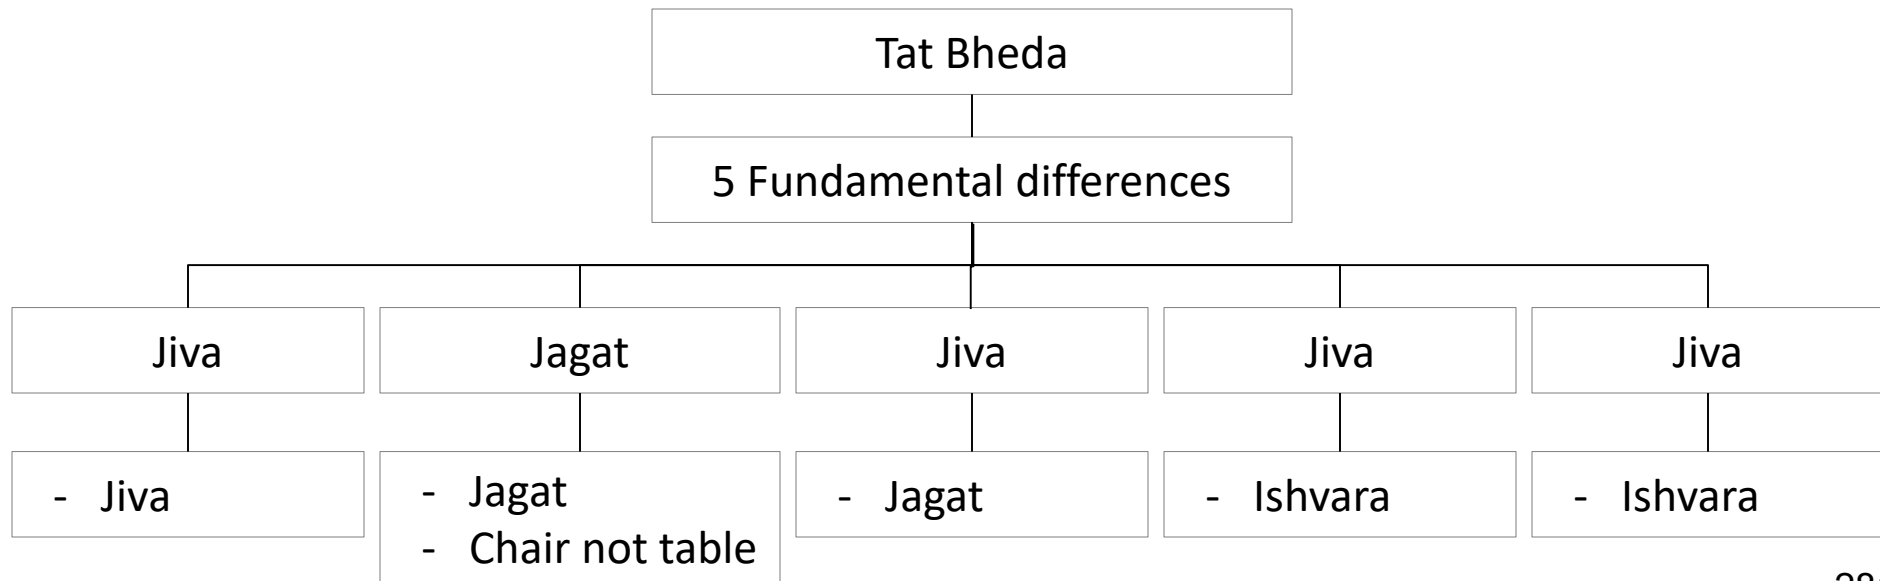 Tat Bheda
5 Fundamental differences
Jiva
Jagat
Jiva
Jiva
Jiva
- Jiva
- Jagat
- Chair not table
- Jagat
- Ishvara
- Ishvara